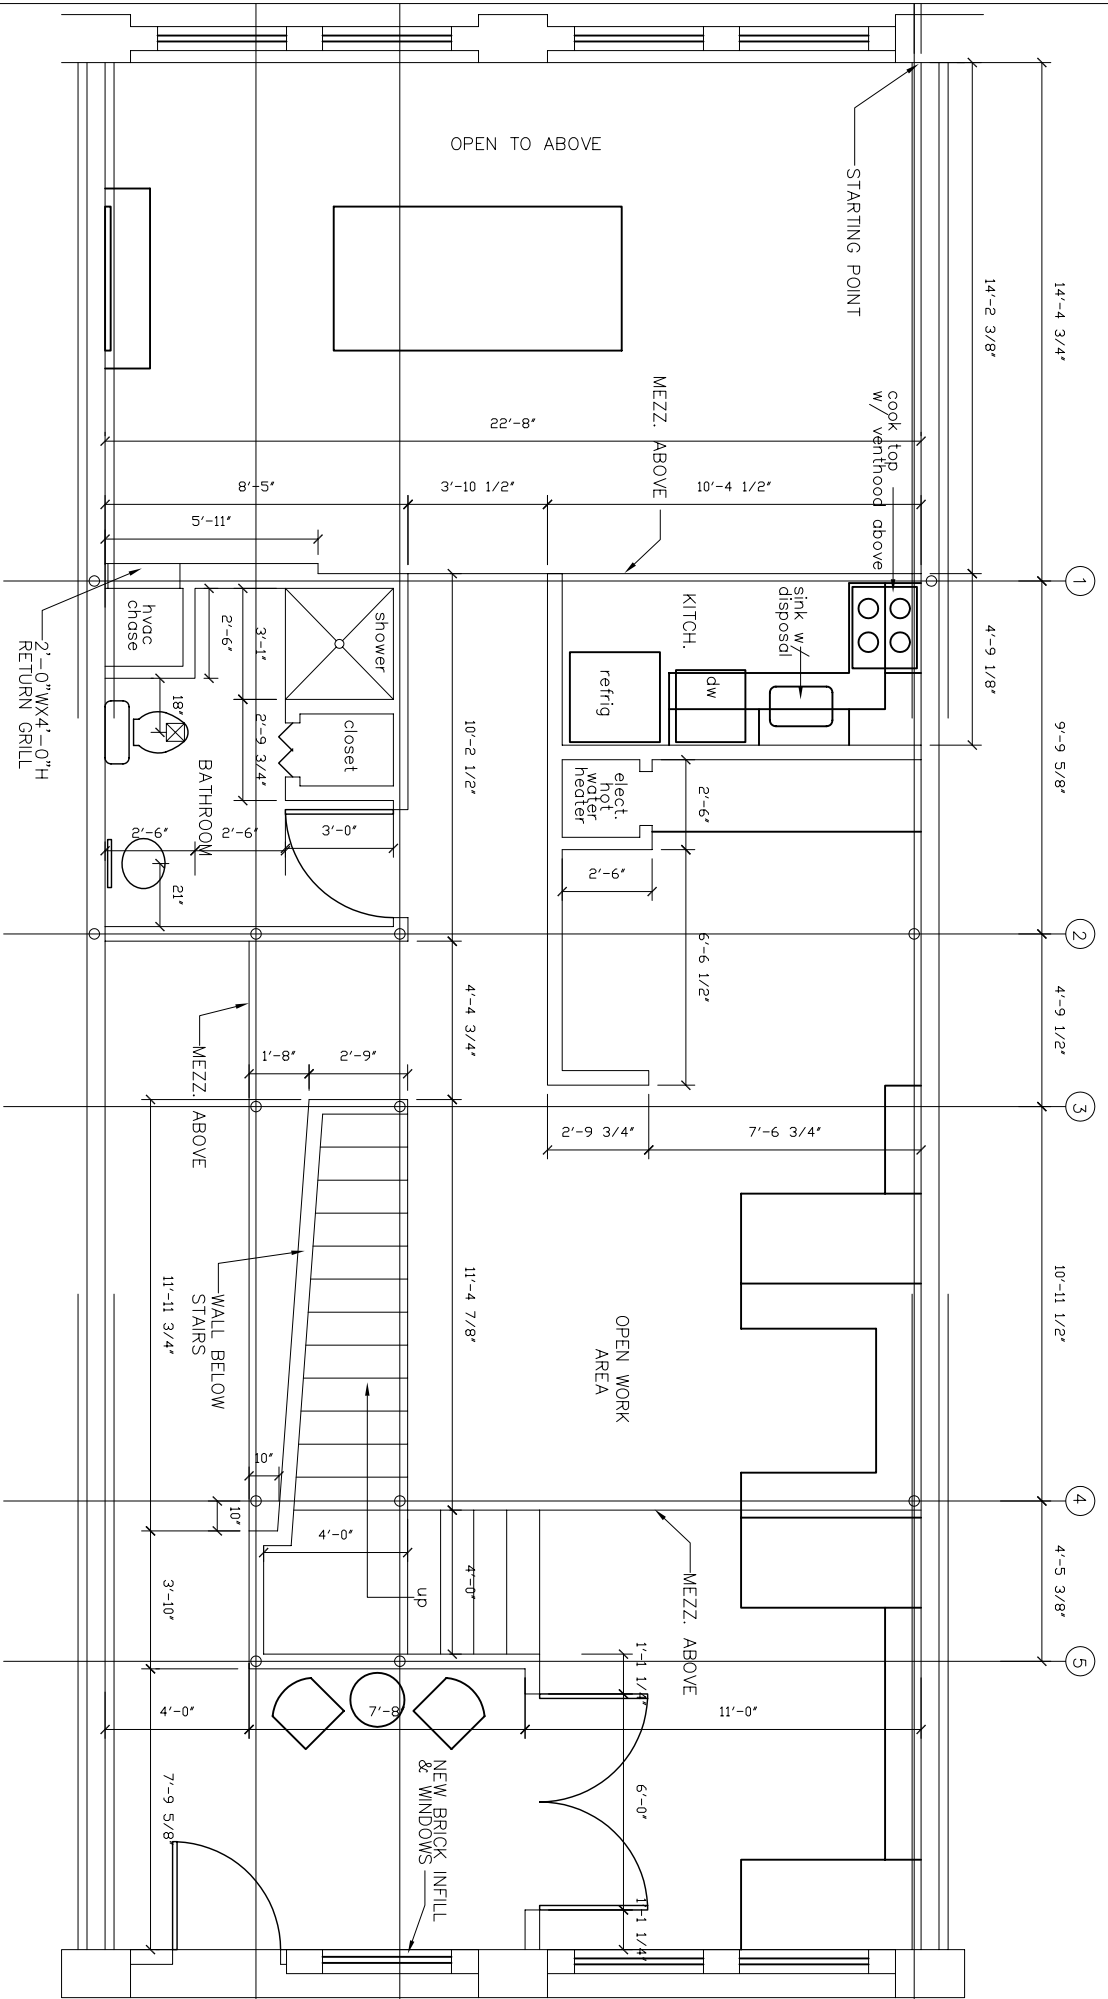 OPEN TO ABOVE
STARTING POINT
14'-2 3/8"
14'-4 3/4"
22'-8"
MEZZ. ABOVE
cook top
w/ venthood above
8'-5"
3'-10 1/2"
10'-4 1/2"
5'-11"
1
2'-0"WX4'-0"H
RETURN GRILL
hvac
chase
2'-6"
3'-1"
shower
KITCH.
sink w/
disposal
4'-9 1/8"
refrig
dw
18"
2'-9 3/4"
closet
10'-2 1/2"
9'-9 5/8"
BATHROOM
elect.
hot
water
heater
2'-6"
2'-6"
2'-6"
3'-0"
2'-6"
21"
2
6'-6 1/2"
4'-4 3/4"
4'-9 1/2"
MEZZ. ABOVE
1'-8"
2'-9"
3
2'-9 3/4"
7'-6 3/4"
11'-11 3/4"
WALL BELOW
STAIRS
11'-4 7/8"
OPEN WORK
AREA
10'-11 1/2"
10"
10"
4
4'-0"
3'-10"
up
4'-0"
MEZZ. ABOVE
4'-5 3/8"
5
1'-1 1/4"
4'-0"
7'-8
11'-0"
7'-9 5/8"
NEW BRICK INFILL
& WINDOWS
6'-0"
1'-1 1/4"